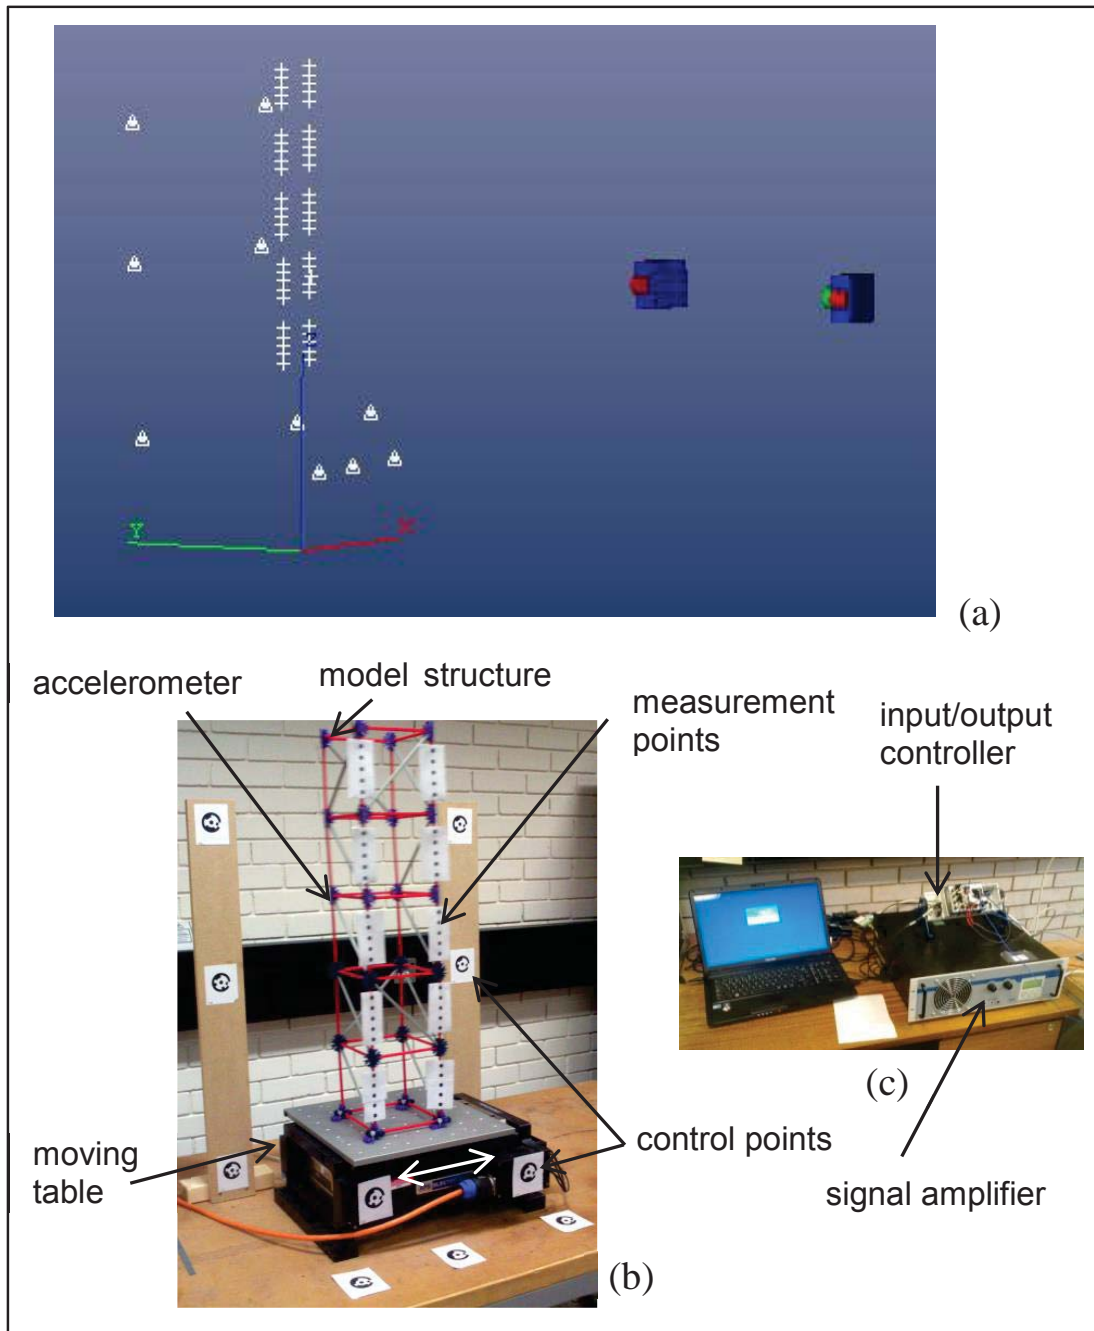 Y
X
(a)
accelerometer
model structure
measurement
points
input/output
controller
(c)
moving
table
control points
signal amplifier
(b)